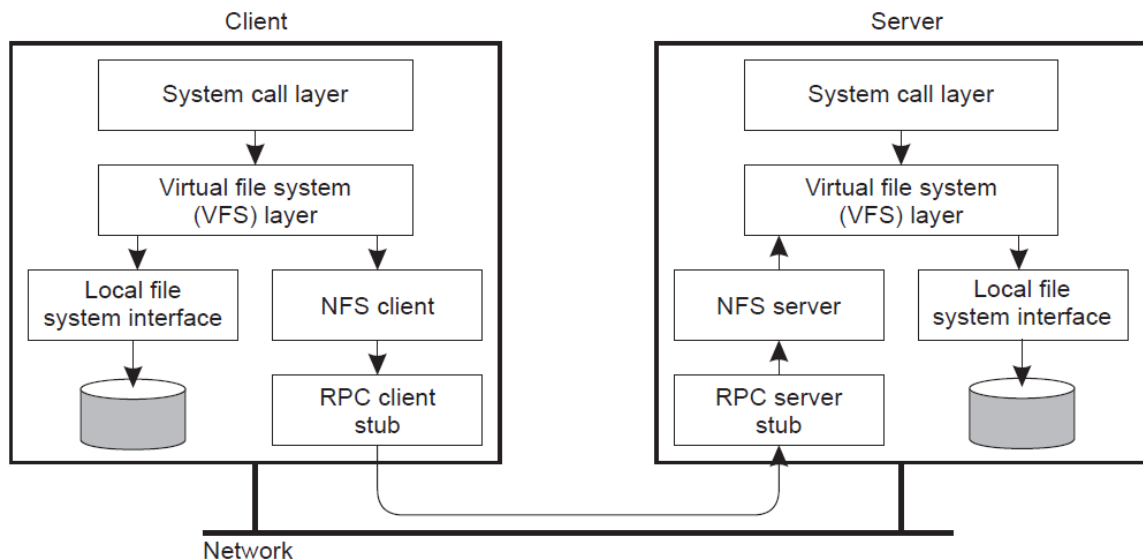 Client
Server
System call layer
System call layer
Virtual file system
(VFS) layer
Virtual file system
(VFS) layer
Local file
system interface
NFS client
NFS server
Local file
system interface
RPC client
stub
RPC server
stub
Network